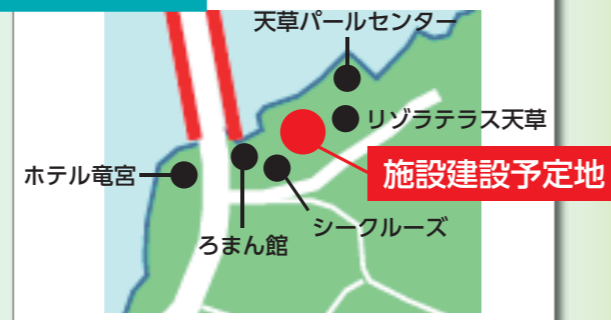 天草パールセンター
リゾラテラス天草
施設建設予定地
ホテル竜宮
シークルーズ
ろまん館